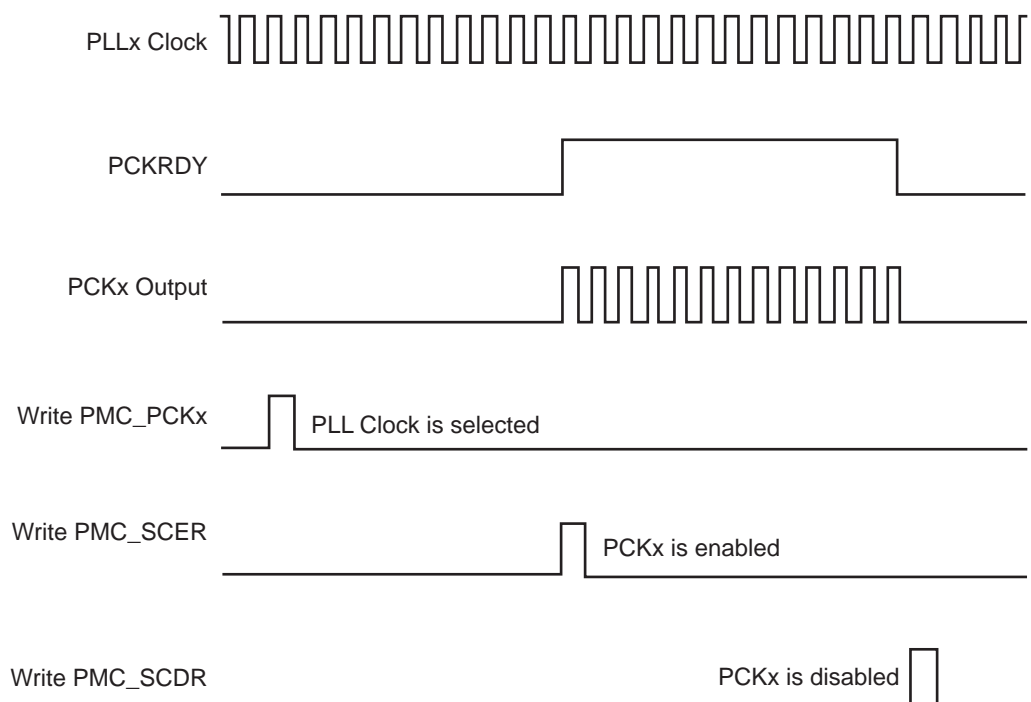 PLLx Clock
PCKRDY
PCKx Output
Write PMC_PCKx
PLL Clock is selected
Write PMC_SCER
PCKx is enabled
Write PMC_SCDR
PCKx is disabled